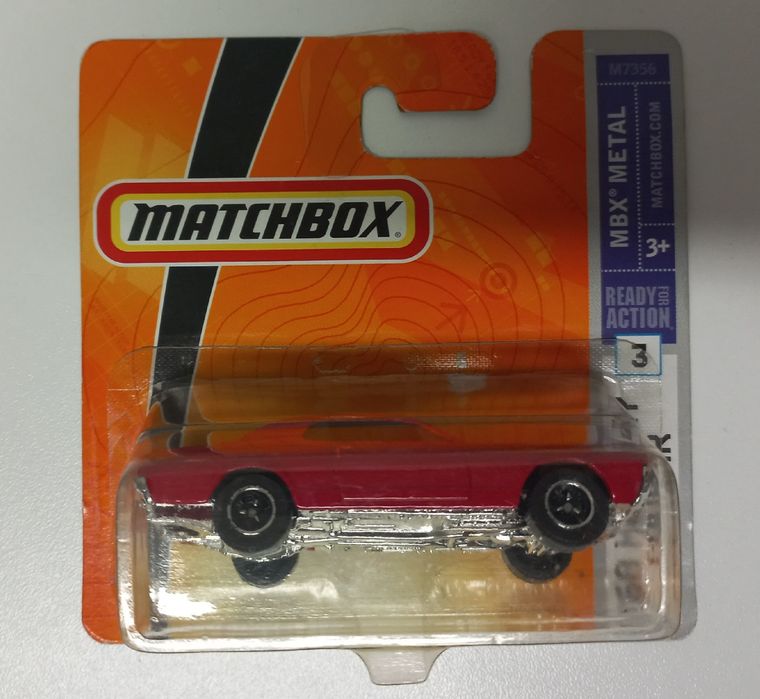 MATCHBOX®
M7356
MBX® METAL
MATCHBOX.COM
3+
READY FOR ACTION
3